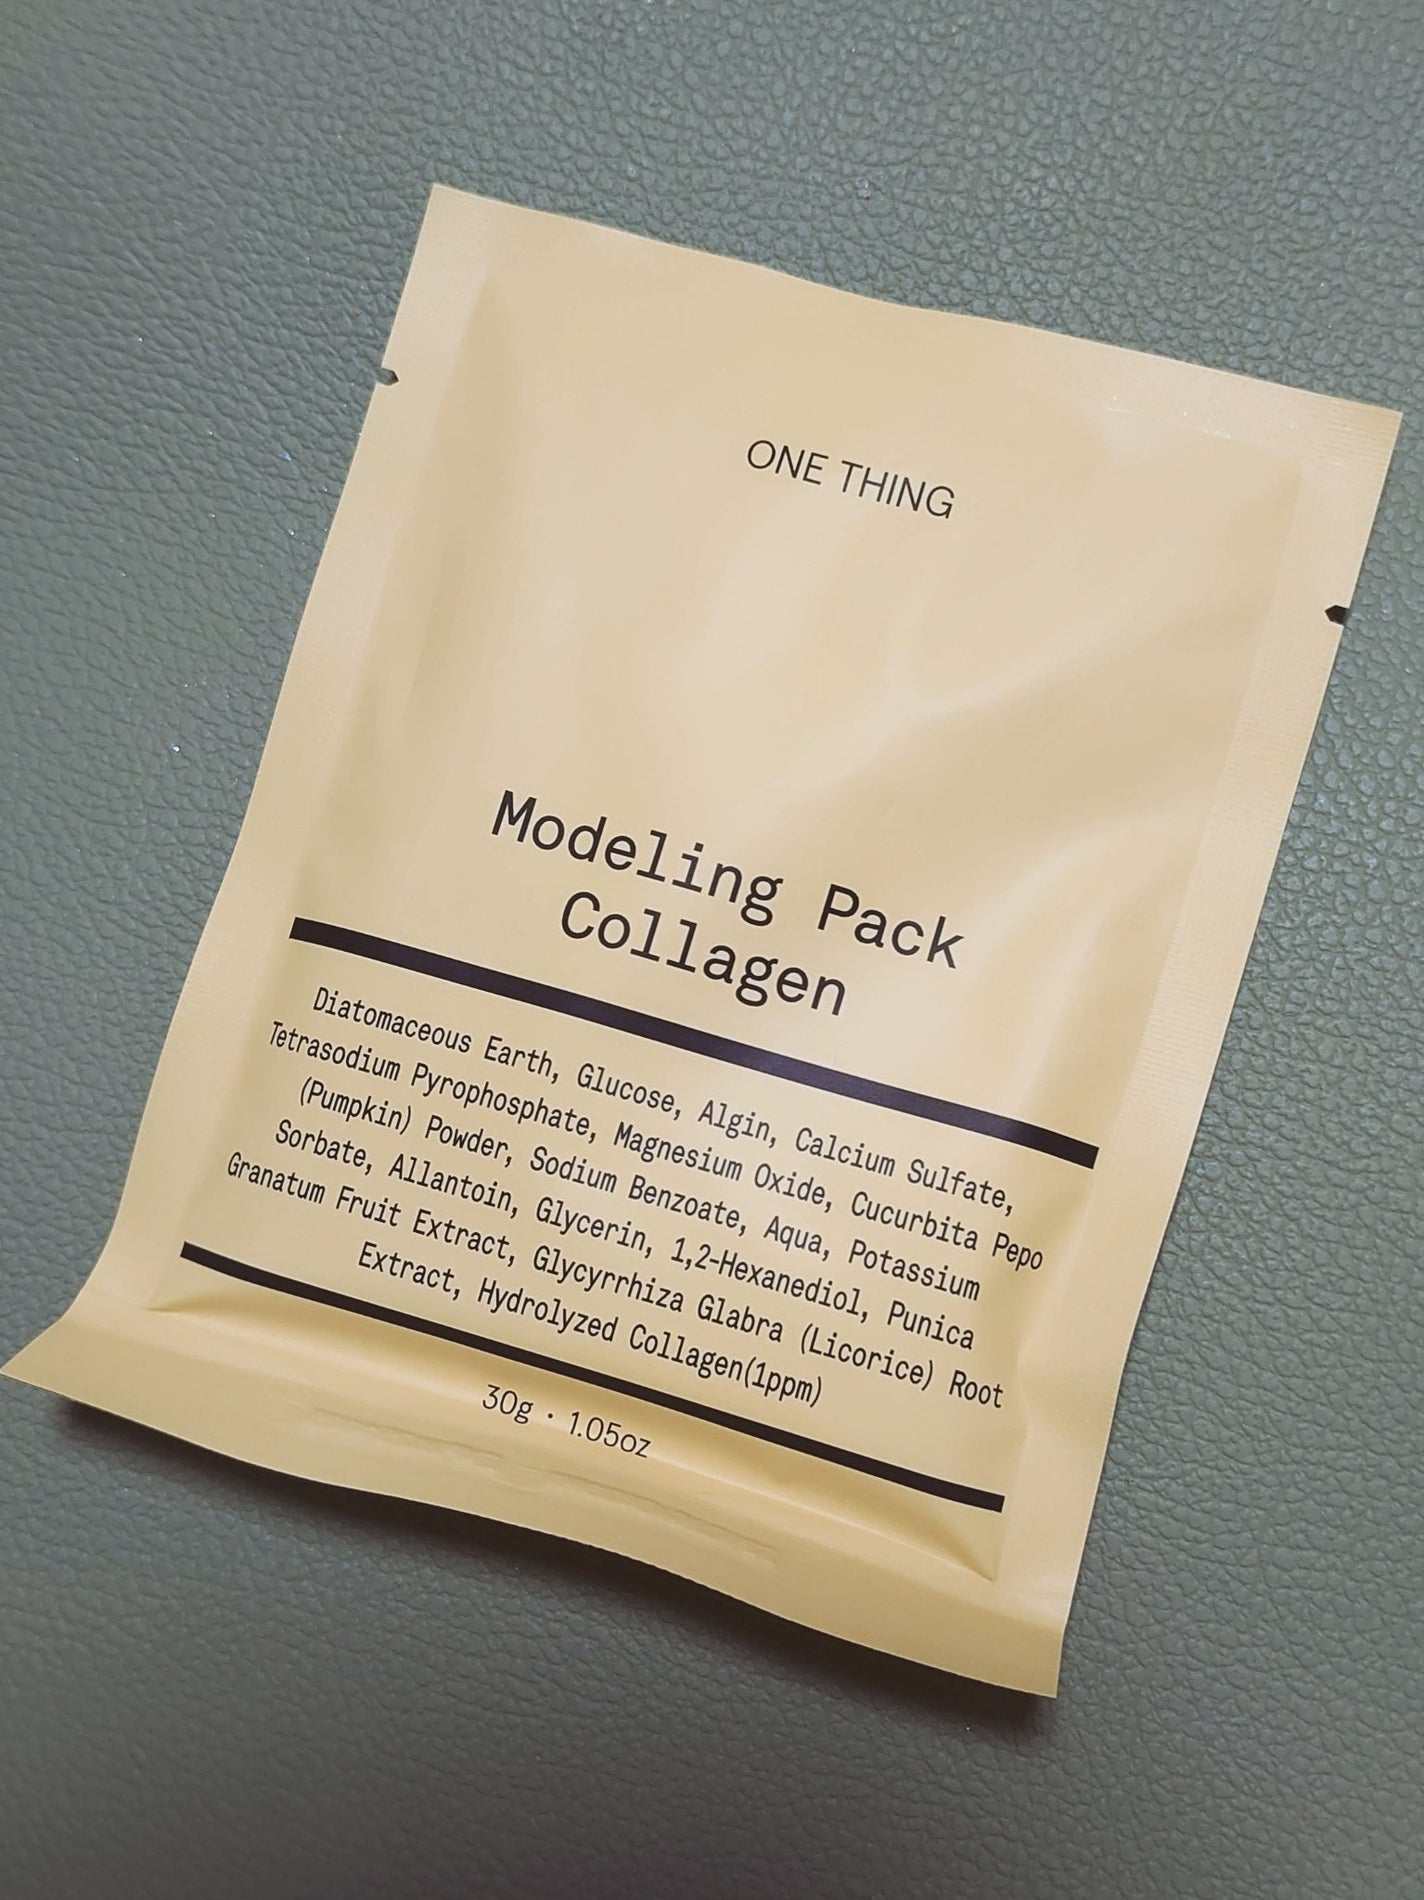 ONE THING
Modeling Pack
Collagen
Diatomaceous Earth, Glucose, Algin, Calcium Sulfate,
Tetrasodium Pyrophosphate, Magnesium Oxide, Cucurbita Pepo
(Pumpkin) Powder, Sodium Benzoate, Aqua, Potassium
Sorbate, Allantoin, Glycerin, 1,2-Hexanediol, Punica
Granatum Fruit Extract, Glycyrrhiza Glabra (Licorice) Root
Extract, Hydrolyzed Collagen(1ppm)
30g · 1.05oz